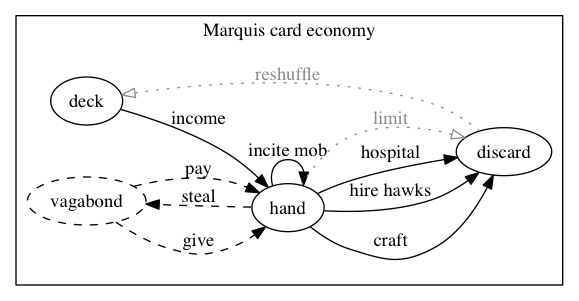 Marquis card economy
reshuffle
deck
income
limit
incite mob
hospital
discard
pay
hire hawks
steal
vagabond
hand
give
craft